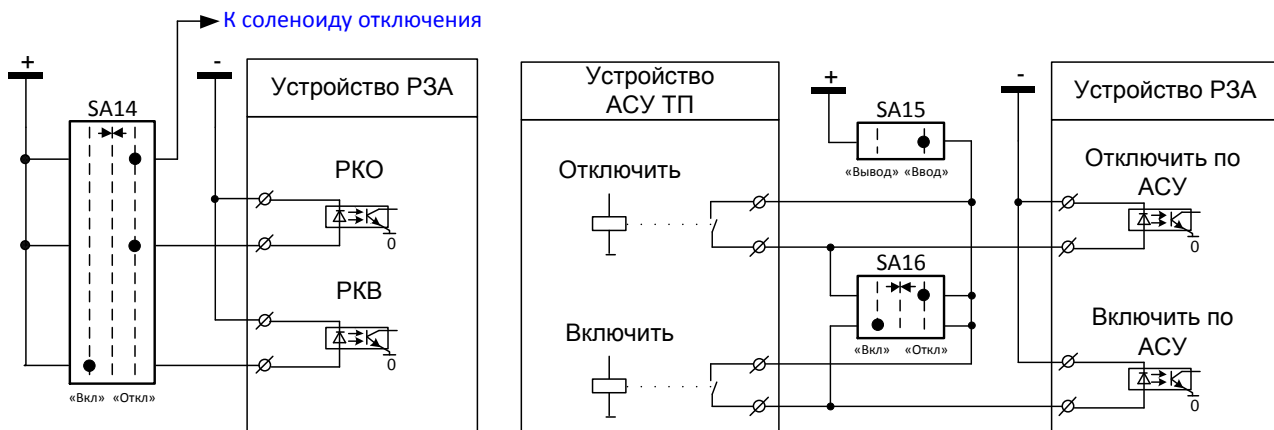 К соленоиду отключения
+
-
SA14
Устройство РЗА
РКО
0
РКВ
0
«Вкл» «Откл»
Устройство
АСУ ТП
Отключить
Включить
+
SA15
«Вывод» «Ввод»
SA16
«Вкл» «Откл»
-
Устройство РЗА
Отключить по
АСУ
0
Включить по
АСУ
0